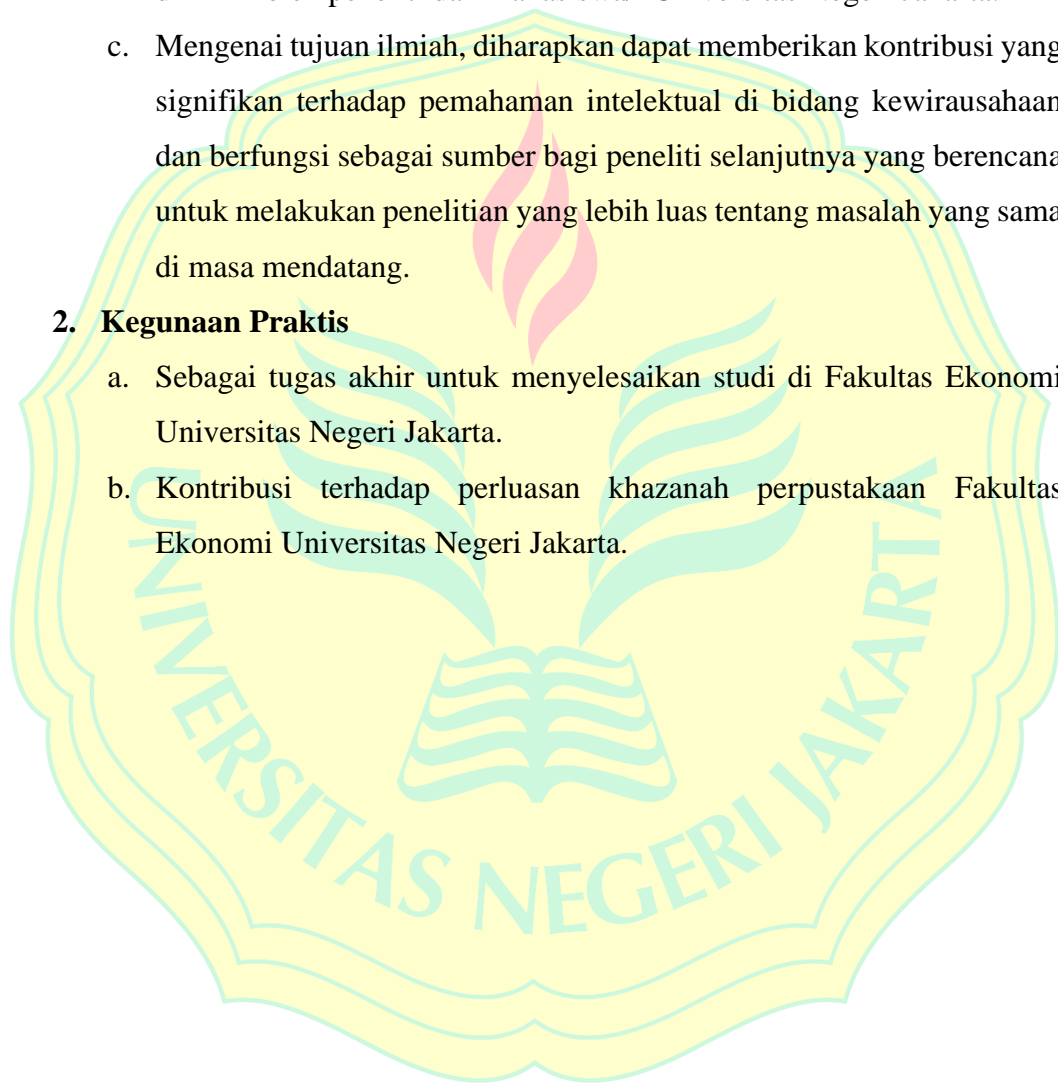 c. Mengenai tujuan ilmiah, diharapkan dapat memberikan kontribusi yang
signifikan terhadap pemahaman intelektual di bidang kewirausahaan
dan berfungsi sebagai sumber bagi peneliti selanjutnya yang berencana
untuk melakukan penelitian yang lebih luas tentang masalah yang sama
di masa mendatang.
2. Kegunaan Praktis
a. Sebagai tugas akhir untuk menyelesaikan studi di Fakultas Ekonomi
Universitas Negeri Jakarta.
b. Kontribusi terhadap perluasan khazanah perpustakaan Fakultas
Ekonomi Universitas Negeri Jakarta.
UNIVERSITAS NEGERI JAKARTA